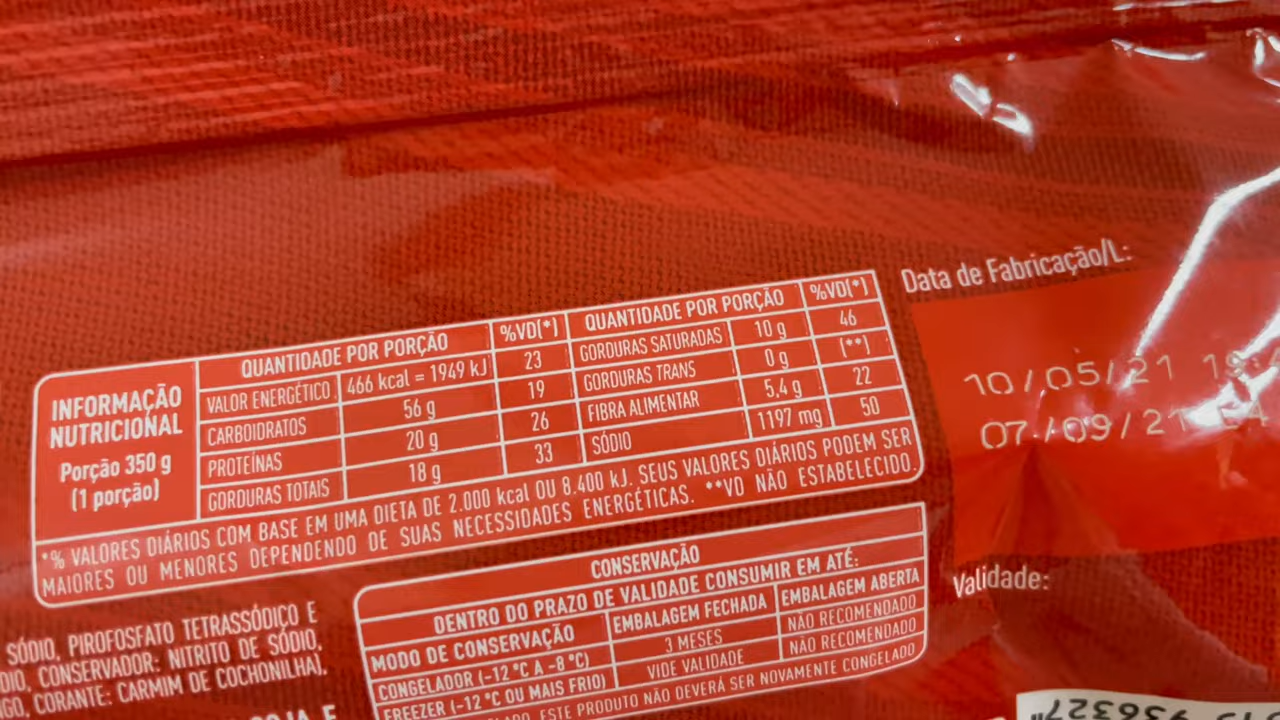 Data de Fabricação/L:
10/05/21
07/09/21
Validade:
INFORMAÇÃO
NUTRICIONAL
Porção 350 g
(1 porção)
QUANTIDADE POR PORÇÃO %VD(*) QUANTIDADE POR PORÇÃO %VD(*)
VALOR ENERGÉTICO 466 kcal = 1949 kJ 23 GORDURAS SATURADAS 10 g 46
CARBOIDRATOS 56 g 19 GORDURAS TRANS 0 g (**)
PROTEÍNAS 20 g 26 FIBRA ALIMENTAR 5,4 g 22
GORDURAS TOTAIS 18 g 33 SÓDIO 1197 mg 50
*% VALORES DIÁRIOS COM BASE EM UMA DIETA DE 2.000 kcal OU 8.400 kJ. SEUS VALORES DIÁRIOS PODEM SER
MAIORES OU MENORES DEPENDENDO DE SUAS NECESSIDADES ENERGÉTICAS. **VD NÃO ESTABELECIDO.
CONSERVAÇÃO
DENTRO DO PRAZO DE VALIDADE CONSUMIR EM ATÉ:
MODO DE CONSERVAÇÃO EMBALAGEM FECHADA EMBALAGEM ABERTA
CONGELADOR (-12 °C A -8 °C) 3 MESES NÃO RECOMENDADO
FREEZER (-12 °C OU MAIS FRIO) VIDE VALIDADE NÃO RECOMENDADO
ESTE PRODUTO NÃO DEVERÁ SER NOVAMENTE CONGELADO
SÓDIO, PIROFOSFATO TETRASSÓDICO E
DIO, CONSERVADOR: NITRITO DE SÓDIO,
GO, CORANTE: CARMIM DE COCHONILHA).
E